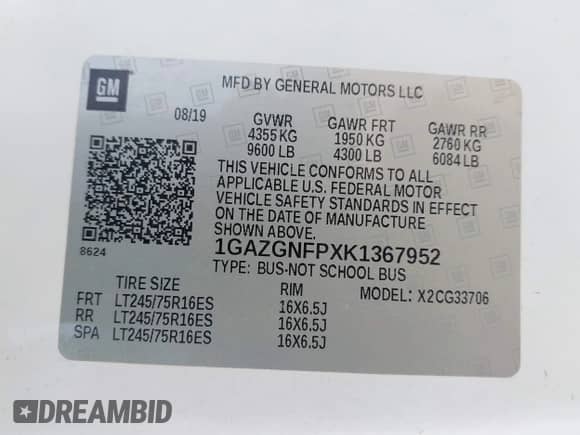 GM
MFD BY GENERAL MOTORS LLC
08/19
GVWR GAWR FRT GAWR RR
4355 KG 1950 KG 2760 KG
9600 LB 4300 LB 6084 LB
THIS VEHICLE CONFORMS TO ALL
APPLICABLE U.S. FEDERAL MOTOR
VEHICLE SAFETY STANDARDS IN EFFECT
ON THE DATE OF MANUFACTURE
SHOWN ABOVE.
8624
1GAZGNFPXK1367952
TYPE: BUS-NOT SCHOOL BUS
TIRE SIZE RIM MODEL: X2CG33706
FRT LT245/75R16ES 16X6.5J
RR LT245/75R16ES 16X6.5J
SPA LT245/75R16ES 16X6.5J
DREAMBID